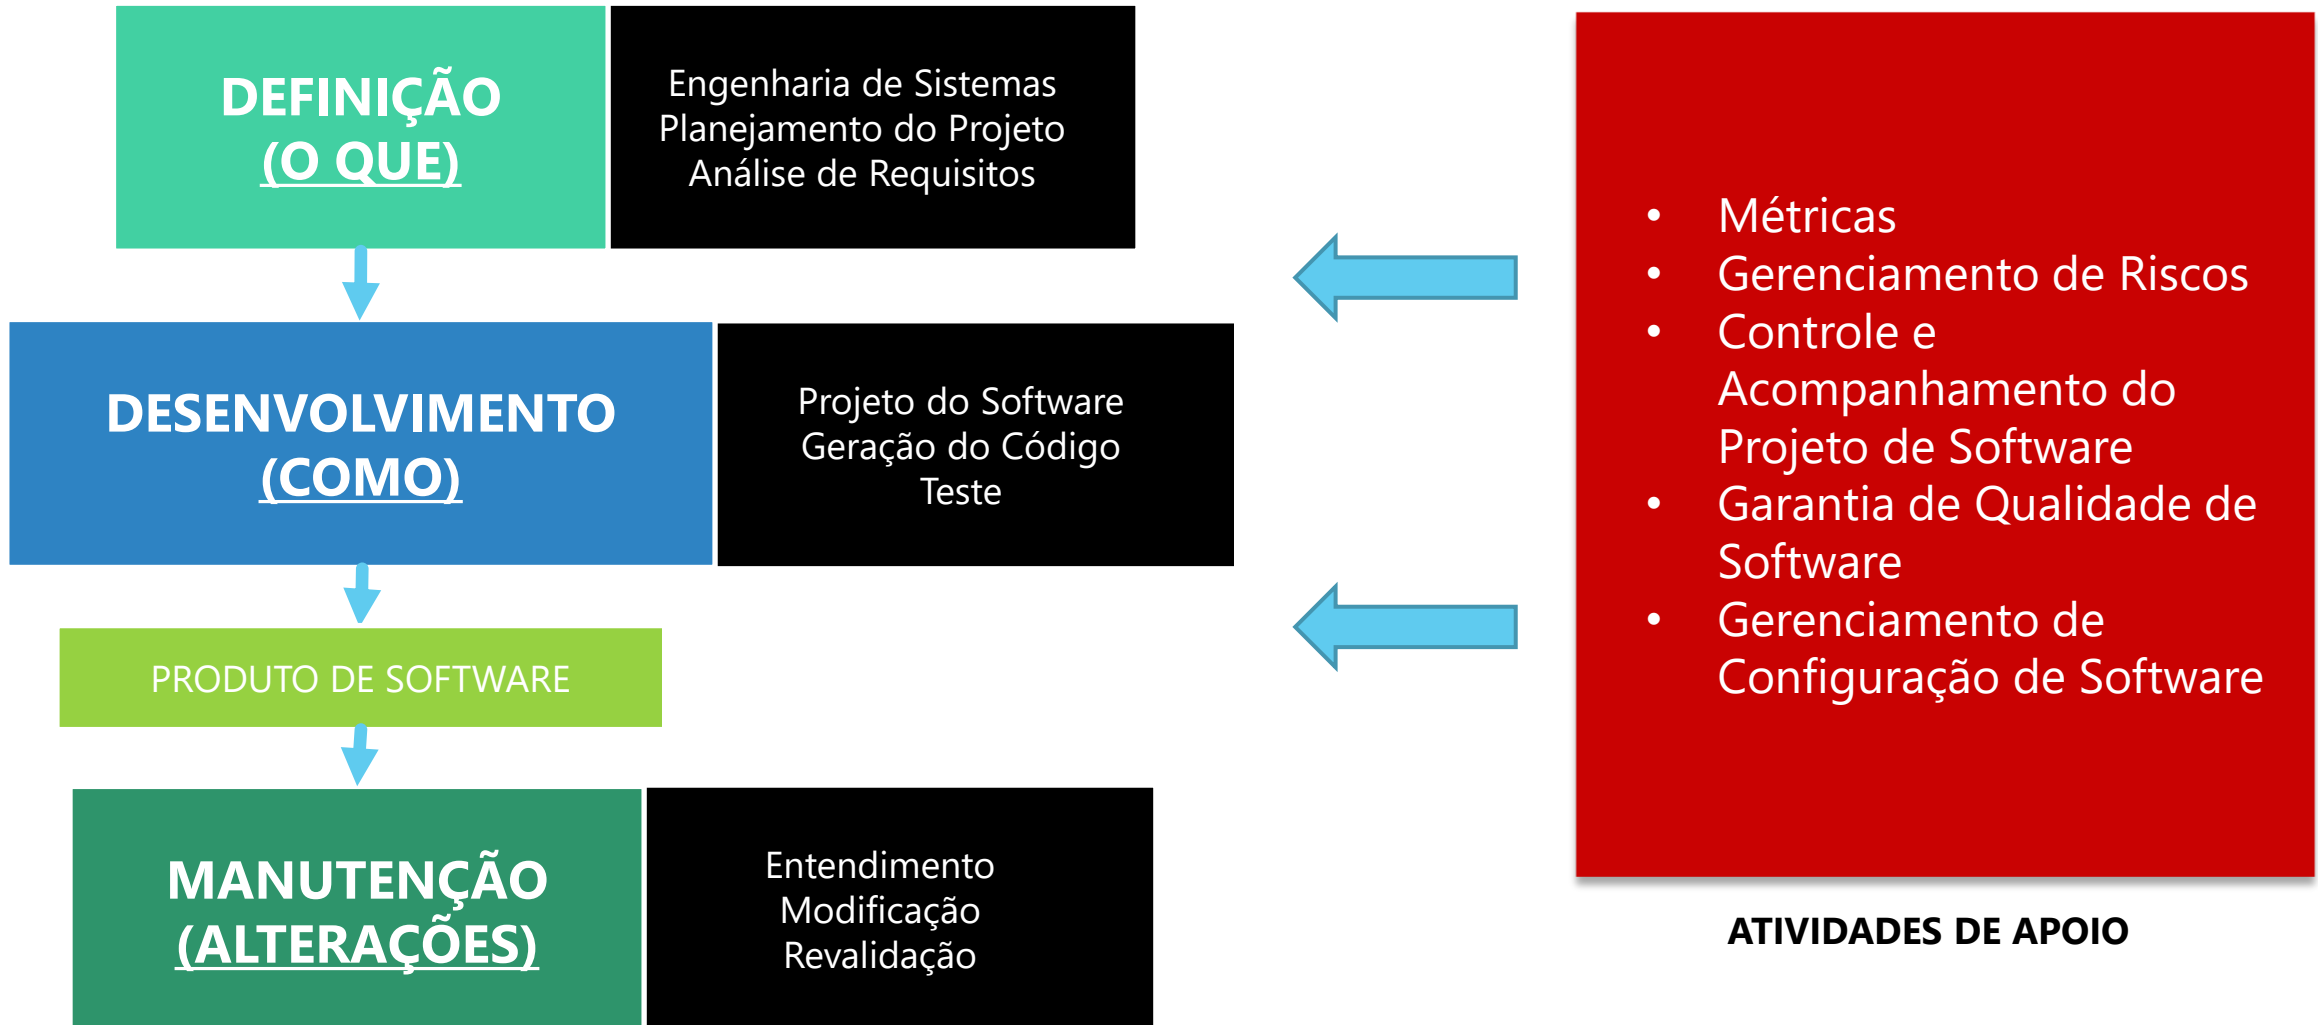 DEFINIÇÃO
(O QUE)
Engenharia de Sistemas
Planejamento do Projeto
Análise de Requisitos
DESENVOLVIMENTO
(COMO)
Projeto do Software
Geração do Código
Teste
PRODUTO DE SOFTWARE
MANUTENÇÃO
(ALTERAÇÕES)
Entendimento
Modificação
Revalidação
• Métricas
• Gerenciamento de Riscos
• Controle e
Acompanhamento do
Projeto de Software
• Garantia de Qualidade de
Software
• Gerenciamento de
Configuração de Software
ATIVIDADES DE APOIO